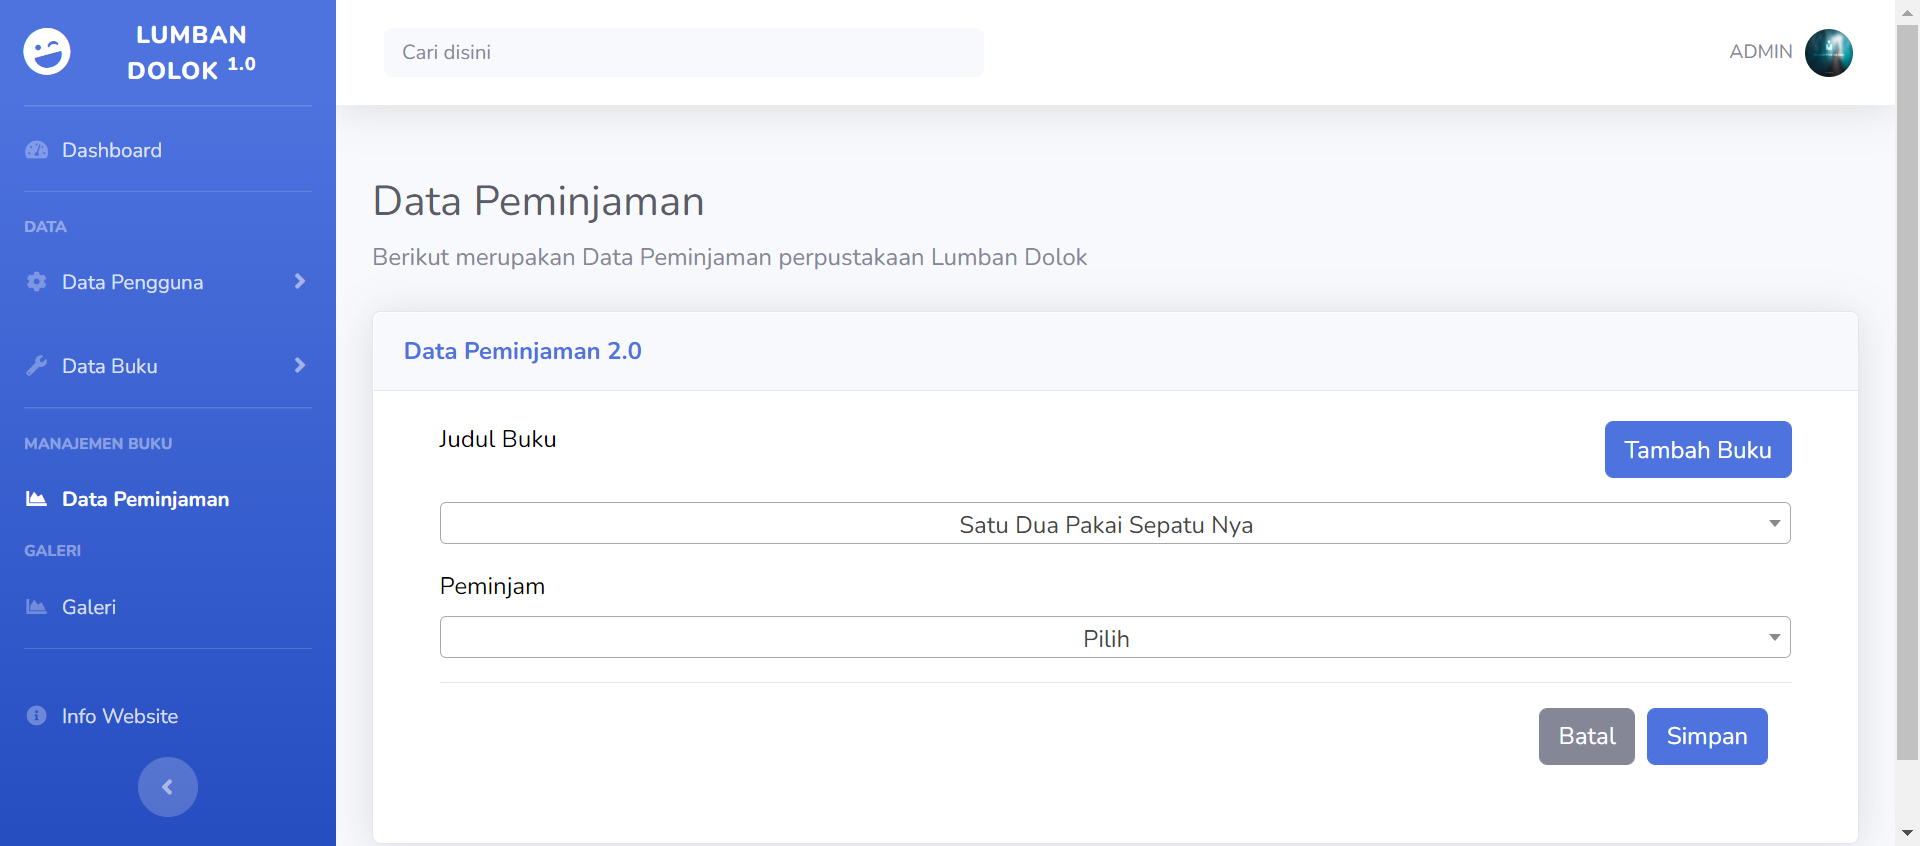 LUMBAN
DOLOK 1.0
Dashboard
DATA
Data Pengguna
Data Buku
MANAJEMEN BUKU
Data Peminjaman
GALERI
Galeri
Info Website
Cari disini
ADMIN
Data Peminjaman
Berikut merupakan Data Peminjaman perpustakaan Lumban Dolok
Data Peminjaman 2.0
Judul Buku
Tambah Buku
Satu Dua Pakai Sepatu Nya
Peminjam
Pilih
Batal
Simpan